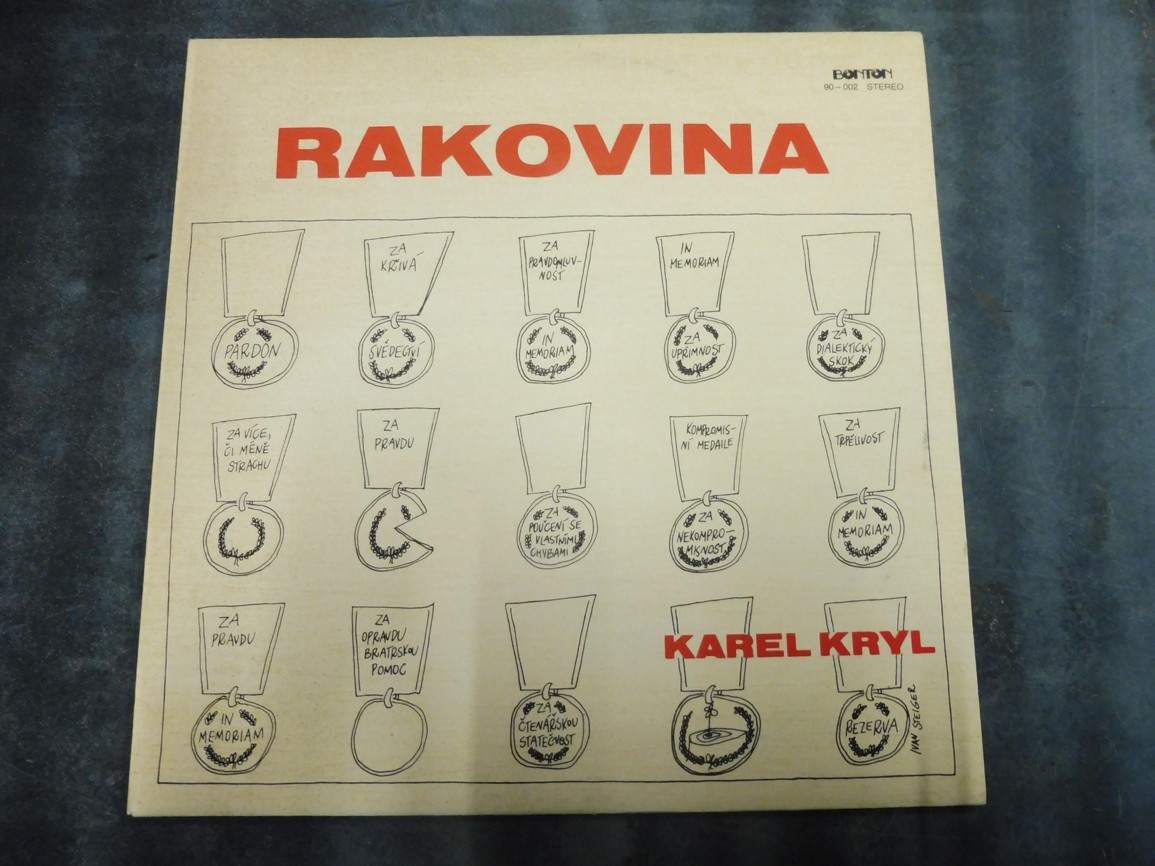 BONTON
90-002 STEREO
RAKOVINA
PARDON
ZA
KŘIVÁ
SVĚDECTVÍ
ZA
PRAVDOMLUV-
NOST
IN
MEMORIAM
IN
MEMORIAM
ZA
UPŘÍMNOST
ZA
DIALEKTICKÝ
SKOK
ZA VÍCE,
ČI MÉNĚ
STRACHU
ZA
PRAVDU
ZA
POUČENÍ SE
VLASTNÍMI
CHYBAMI
KOMPROMIS-
NÍ MEDAILE
ZA
NEKOMPRO-
MISNOST
ZA
TRPĚLIVOST
IN
MEMORIAM
ZA
PRAVDU
IN
MEMORIAM
ZA
OPRAVDU
BRATRSKOU
POMOC
ZA
ČTENÁŘSKOU
STATEČNOST
KAREL KRYL
REZERVA
IVAN STEIGER